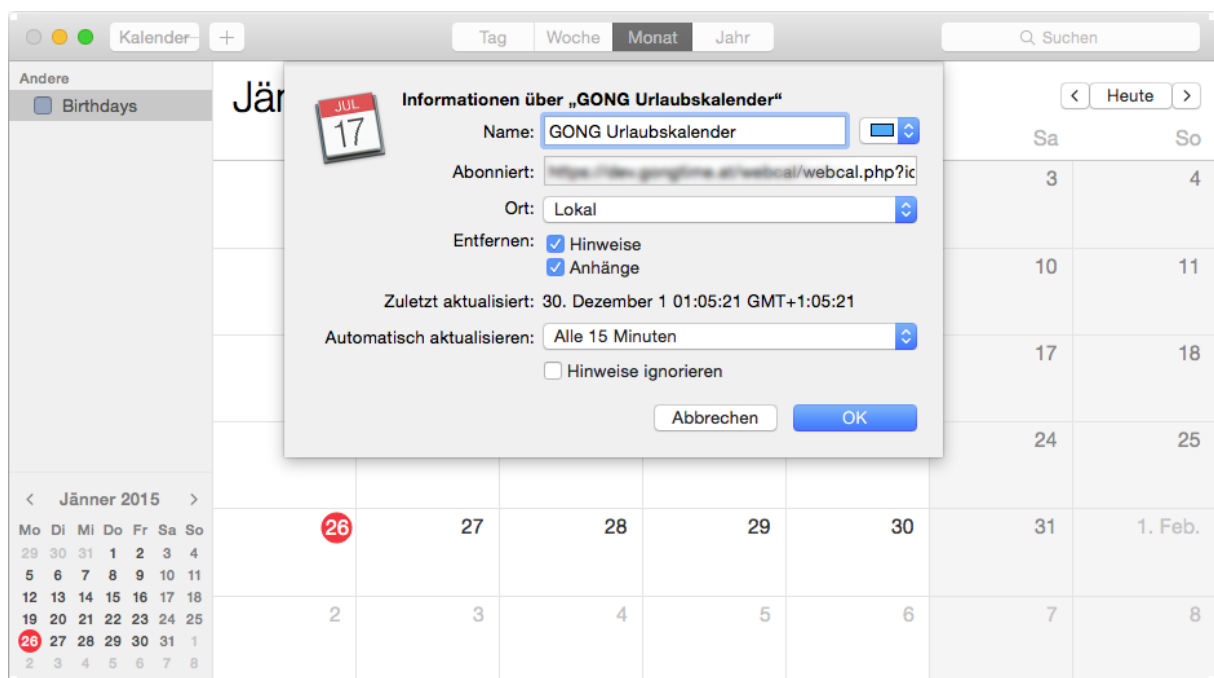 Kalender
+
Tag Woche Monat Jahr
Suchen
Andere
Birthdays
Jän
< Heute >
Sa So
JUL
17
Informationen über „GONG Urlaubskalender“
Name: GONG Urlaubskalender
Abonniert: /webcal.php?ic
Ort: Lokal
Entfernen: Hinweise
Anhänge
Zuletzt aktualisiert: 30. Dezember 1 01:05:21 GMT+1:05:21
Automatisch aktualisieren: Alle 15 Minuten
Hinweise ignorieren
Abbrechen OK
3 4
10 11
17 18
24 25
26 27 28 29 30 31 1. Feb.
2 3 4 5 6 7 8
< Jänner 2015 >
Mo Di Mi Do Fr Sa So
29 30 31 1 2 3 4
5 6 7 8 9 10 11
12 13 14 15 16 17 18
19 20 21 22 23 24 25
26 27 28 29 30 31 1
2 3 4 5 6 7 8